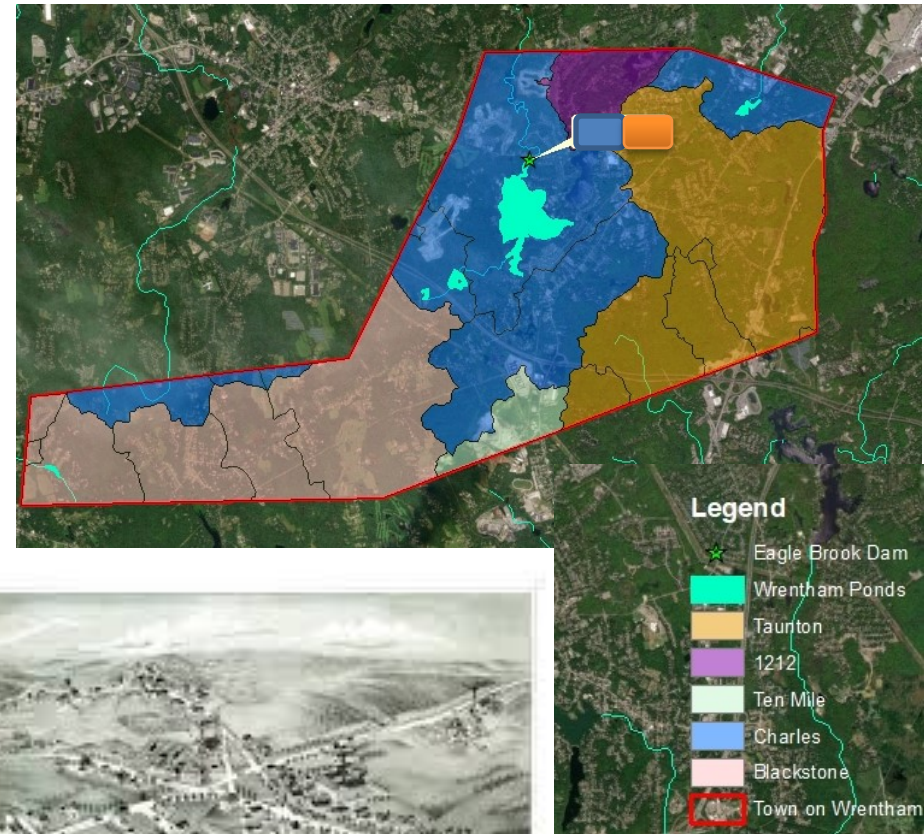 Legend
Eagle Brook Dam
Wrentham Ponds
Taunton
1212
Ten Mile
Charles
Blackstone
Town on Wrentham